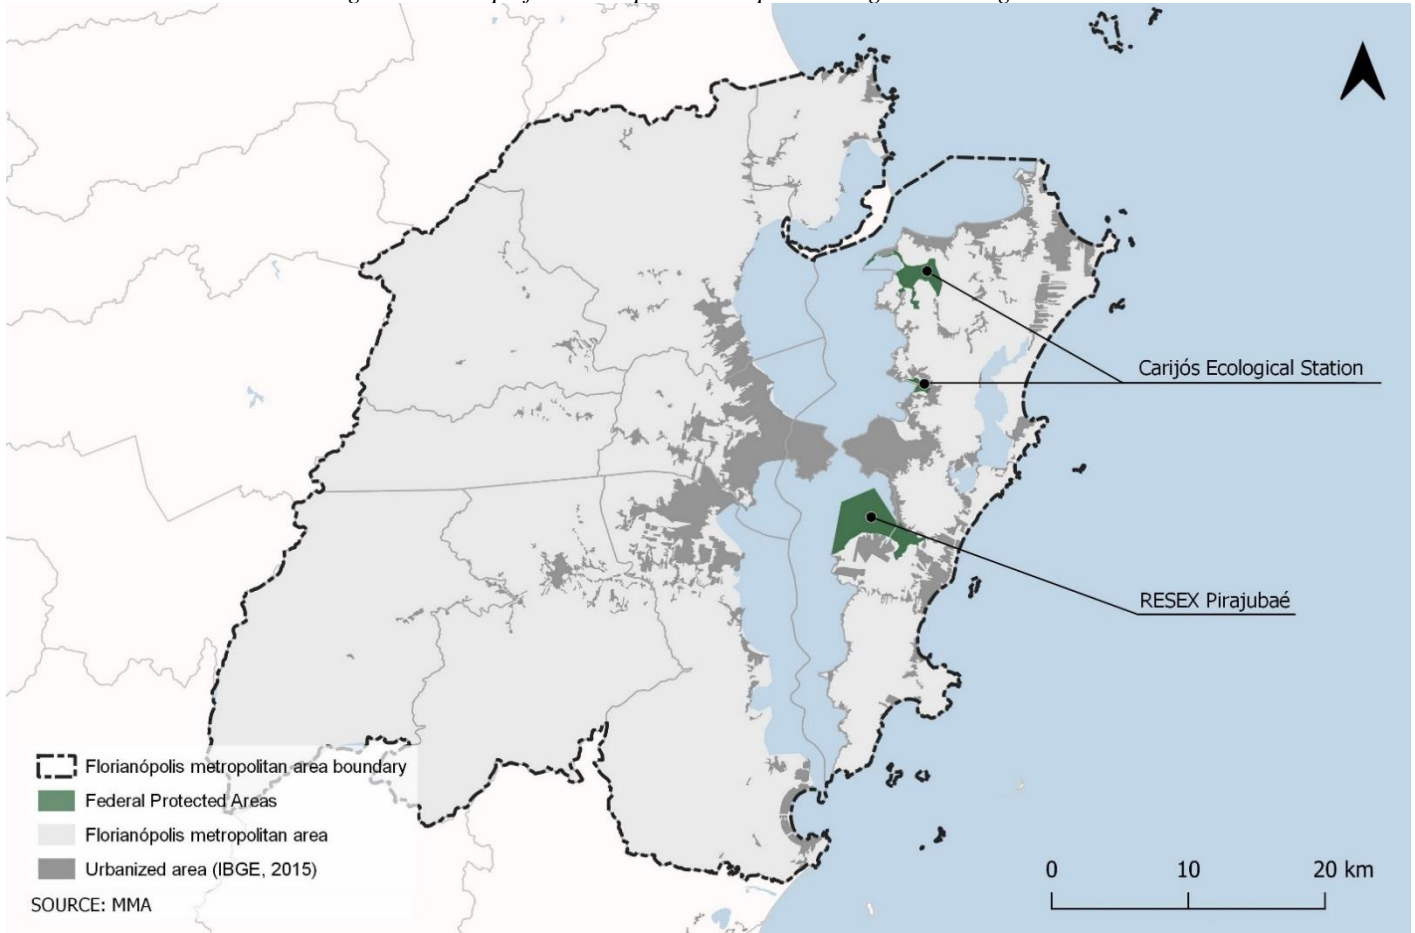 Carijós Ecological Station
RESEX Pirajubaé
Florianópolis metropolitan area boundary
Federal Protected Areas
Florianópolis metropolitan area
Urbanized area (IBGE, 2015)
SOURCE: MMA
0 10 20 km